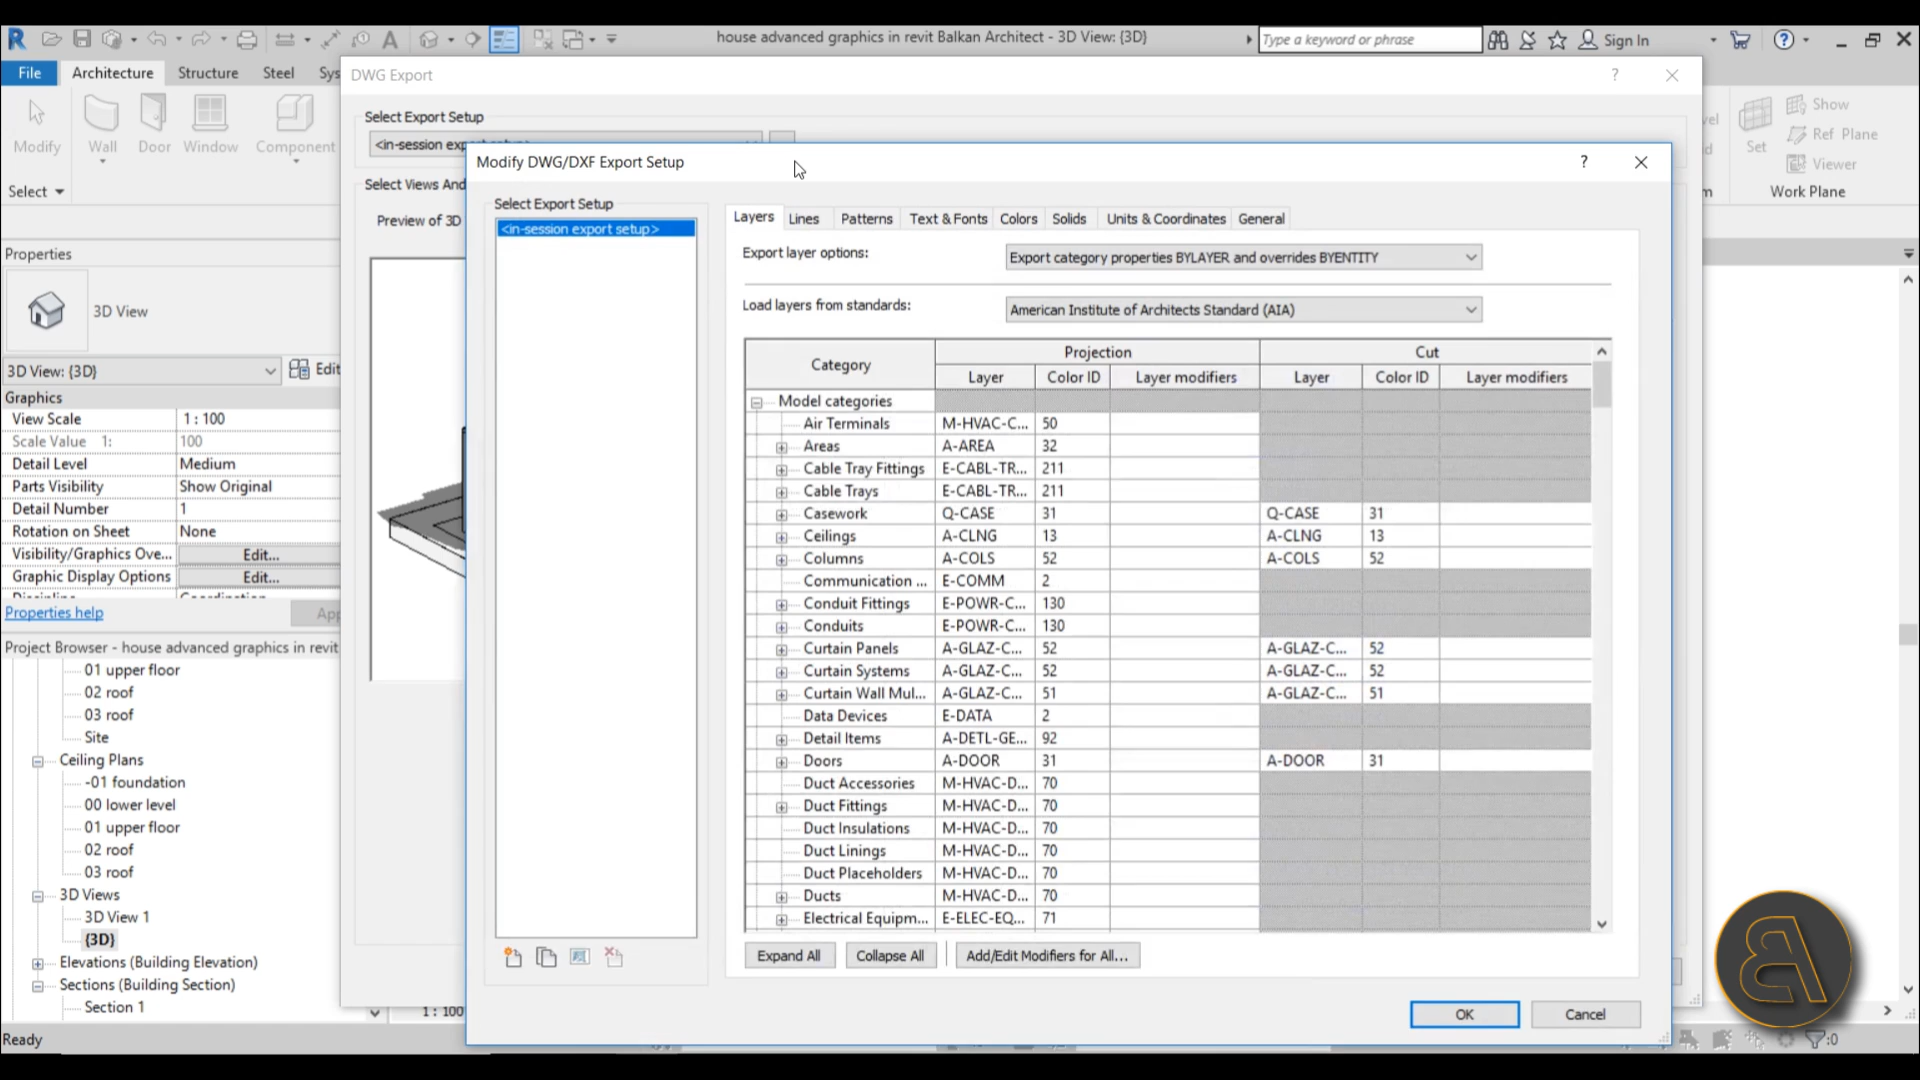 house advanced graphics in revit Balkan Architect - 3D View: {3D}
Type a keyword or phrase
Sign In
File
Architecture
Structure
Steel
Sys
DWG Export
Modify
Wall
Door
Window
Component
Select
Set
Show
Ref Plane
Viewer
Work Plane
Select Export Setup
<in-session export setup>
Select Views And
Preview of 3D
Modify DWG/DXF Export Setup
Select Export Setup
<in-session export setup>
Layers
Lines
Patterns
Text & Fonts
Colors
Solids
Units & Coordinates
General
Export layer options:
Export category properties BYLAYER and overrides BYENTITY
Load layers from standards:
American Institute of Architects Standard (AIA)
Category
Projection
Cut
Layer
Color ID
Layer modifiers
Layer
Color ID
Layer modifiers
Model categories
Air Terminals M-HVAC-C... 50
Areas A-AREA 32
Cable Tray Fittings E-CABL-TR... 211
Cable Trays E-CABL-TR... 211
Casework Q-CASE 31 Q-CASE 31
Ceilings A-CLNG 13 A-CLNG 13
Columns A-COLS 52 A-COLS 52
Communication ... E-COMM 2
Conduit Fittings E-POWR-C... 130
Conduits E-POWR-C... 130
Curtain Panels A-GLAZ-C... 52 A-GLAZ-C... 52
Curtain Systems A-GLAZ-C... 52 A-GLAZ-C... 52
Curtain Wall Mul... A-GLAZ-C... 51 A-GLAZ-C... 51
Data Devices E-DATA 2
Detail Items A-DETL-GE... 92
Doors A-DOOR 31 A-DOOR 31
Duct Accessories M-HVAC-D... 70
Duct Fittings M-HVAC-D... 70
Duct Insulations M-HVAC-D... 70
Duct Linings M-HVAC-D... 70
Duct Placeholders M-HVAC-D... 70
Ducts M-HVAC-D... 70
Electrical Equipm... E-ELEC-EQ... 71
Expand All
Collapse All
Add/Edit Modifiers for All...
OK
Cancel
Properties
3D View
3D View: {3D}
Edit
Graphics
View Scale 1 : 100
Scale Value 1: 100
Detail Level Medium
Parts Visibility Show Original
Detail Number 1
Rotation on Sheet None
Visibility/Graphics Ove... Edit...
Graphic Display Options Edit...
Properties help
App
Project Browser - house advanced graphics in revit
01 upper floor
02 roof
03 roof
Site
Ceiling Plans
-01 foundation
00 lower level
01 upper floor
02 roof
03 roof
3D Views
3D View 1
{3D}
Elevations (Building Elevation)
Sections (Building Section)
Section 1
1 : 100
Ready
:0